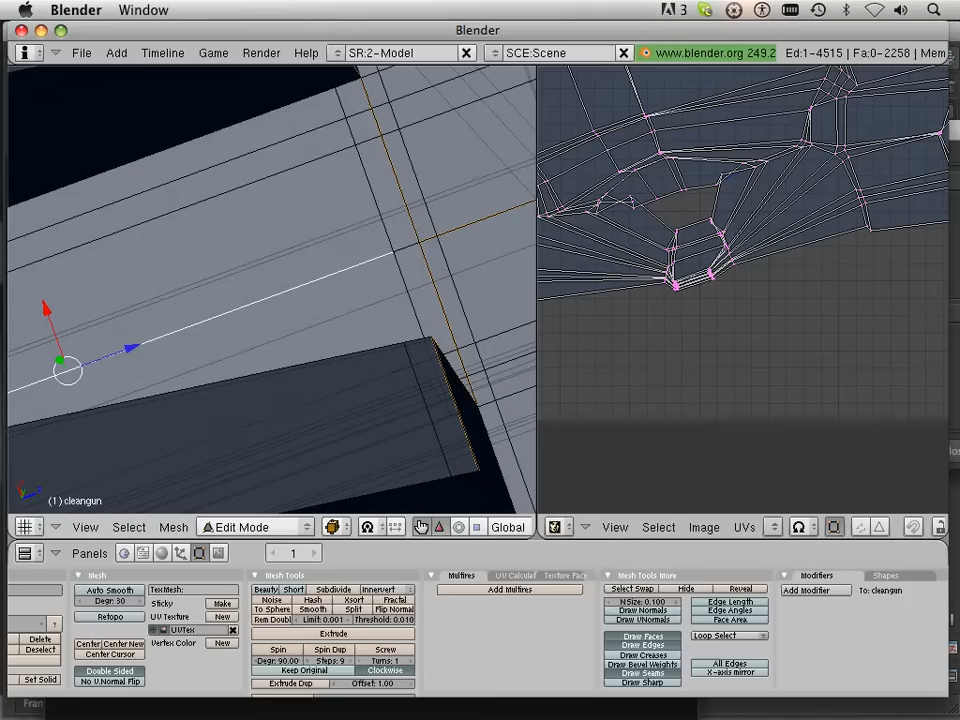 Blender Window 3
Blender
File Add Timeline Game Render Help SR:2-Model SCE:Scene www.blender.org 249.2 Ed:1-4515 | Fa:0-2258 | Mem
(1) cleangun
View Select Mesh Edit Mode Global View Select Image UVs
Panels 1
Mesh Mesh Tools Multires UV Calculat Texture Face Mesh Tools More Modifiers Shapes
Auto Smooth
Degr: 30
Retopo
Center Center New
Center Cursor
Double Sided
No V.Normal Flip
TexMesh:
Sticky Make
UV Texture New
UVTex
Vertex Color New
Delete
Deselect
Set Solid
Beauty Short Subdivide Innervert
Noise Hash Xsort Fractal
To Sphere Smooth Split Flip Normal
Rem Doubl Limit: 0.001 Threshold: 0.010
Extrude
Spin Spin Dup Screw
Degr: 90.00 Steps: 9 Turns: 1
Keep Original Clockwise
Extrude Dup Offset: 1.00
Add Multires
Select Swap Hide Reveal
NSize: 0.100
Draw Normals
Draw VNormals
Draw Faces
Draw Edges
Draw Creases
Draw Bevel Weights
Draw Seams
Draw Sharp
Edge Length
Edge Angles
Face Area
Loop Select
All Edges
X-axis mirror
Add Modifier To: cleangun